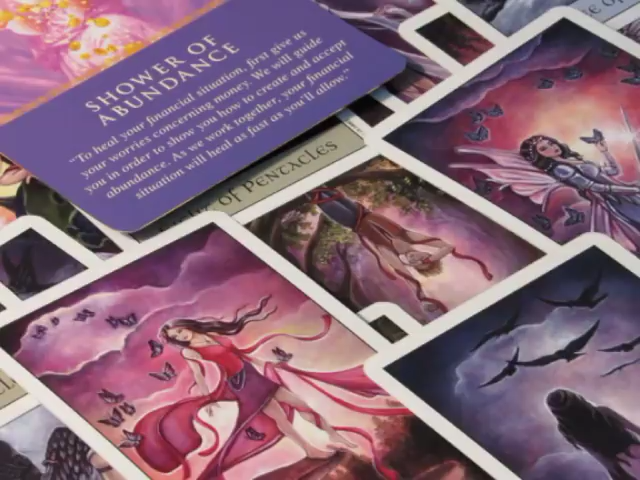 SHOWER OF
ABUNDANCE
"To heal your financial situation, first give us
your worries concerning money. We will guide
you in order to show you how to create and accept
abundance. As we work together, your financial
situation will heal as fast as you'll allow."
of Pentacles